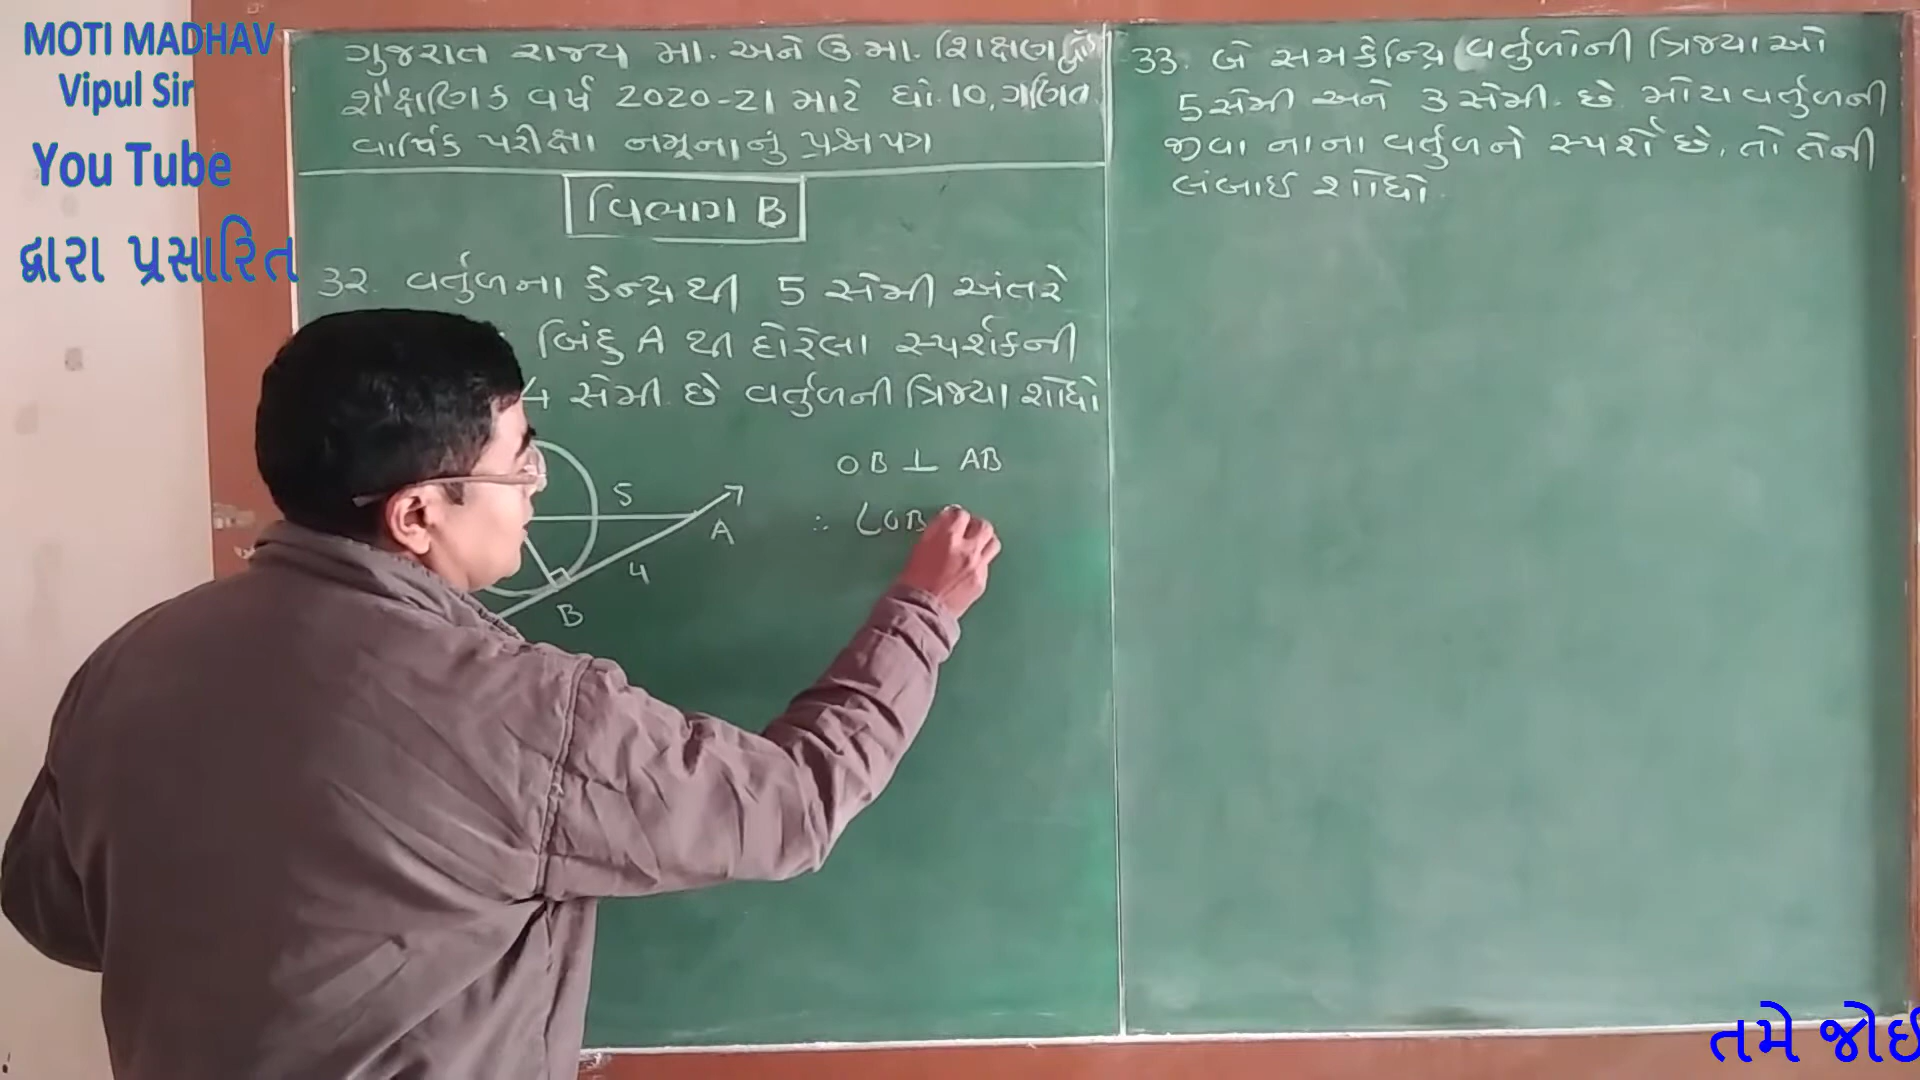 MOTI MADHAV
Vipul Sir
You Tube
દ્વારા પ્રસારિત
ગુજરાત રાજ્ય મા. અને ઉ.મા. શિક્ષણ
શૈક્ષણિક વર્ષ 2020-21 માટે ધો.10, ગણિત
વાર્ષિક પરીક્ષા નમૂનાનું પ્રશ્નપત્ર
વિભાગ B
32. વર્તુળના કેન્દ્રથી 5 સેમી અંતરે
બિંદુ A થી દોરેલા સ્પર્શકની
4 સેમી છે વર્તુળની ત્રિજ્યા શોધો
5
A
4
B
OB ⊥ AB
∴ ∠OB
33. બે સમકેન્દ્રિ વર્તુળોની ત્રિજ્યાઓ
5 સેમી અને 3 સેમી છે મોટા વર્તુળની
જીવા નાના વર્તુળને સ્પર્શે છે, તો તેની
લંબાઈ શોધો.
તમે જોઈ